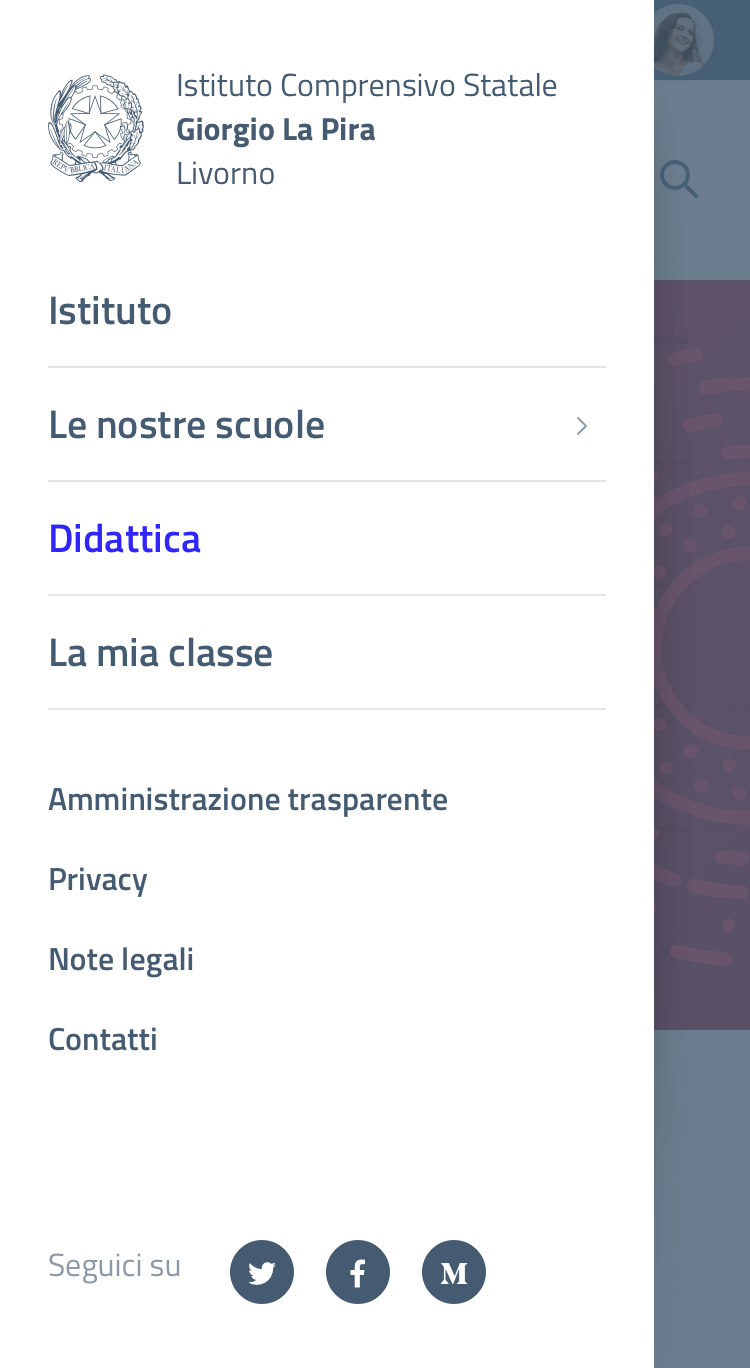 Istituto Comprensivo Statale
Giorgio La Pira
Livorno
REPVBBLICA ITALIANA
Istituto
Le nostre scuole
Didattica
La mia classe
Amministrazione trasparente
Privacy
Note legali
Contatti
Seguici su